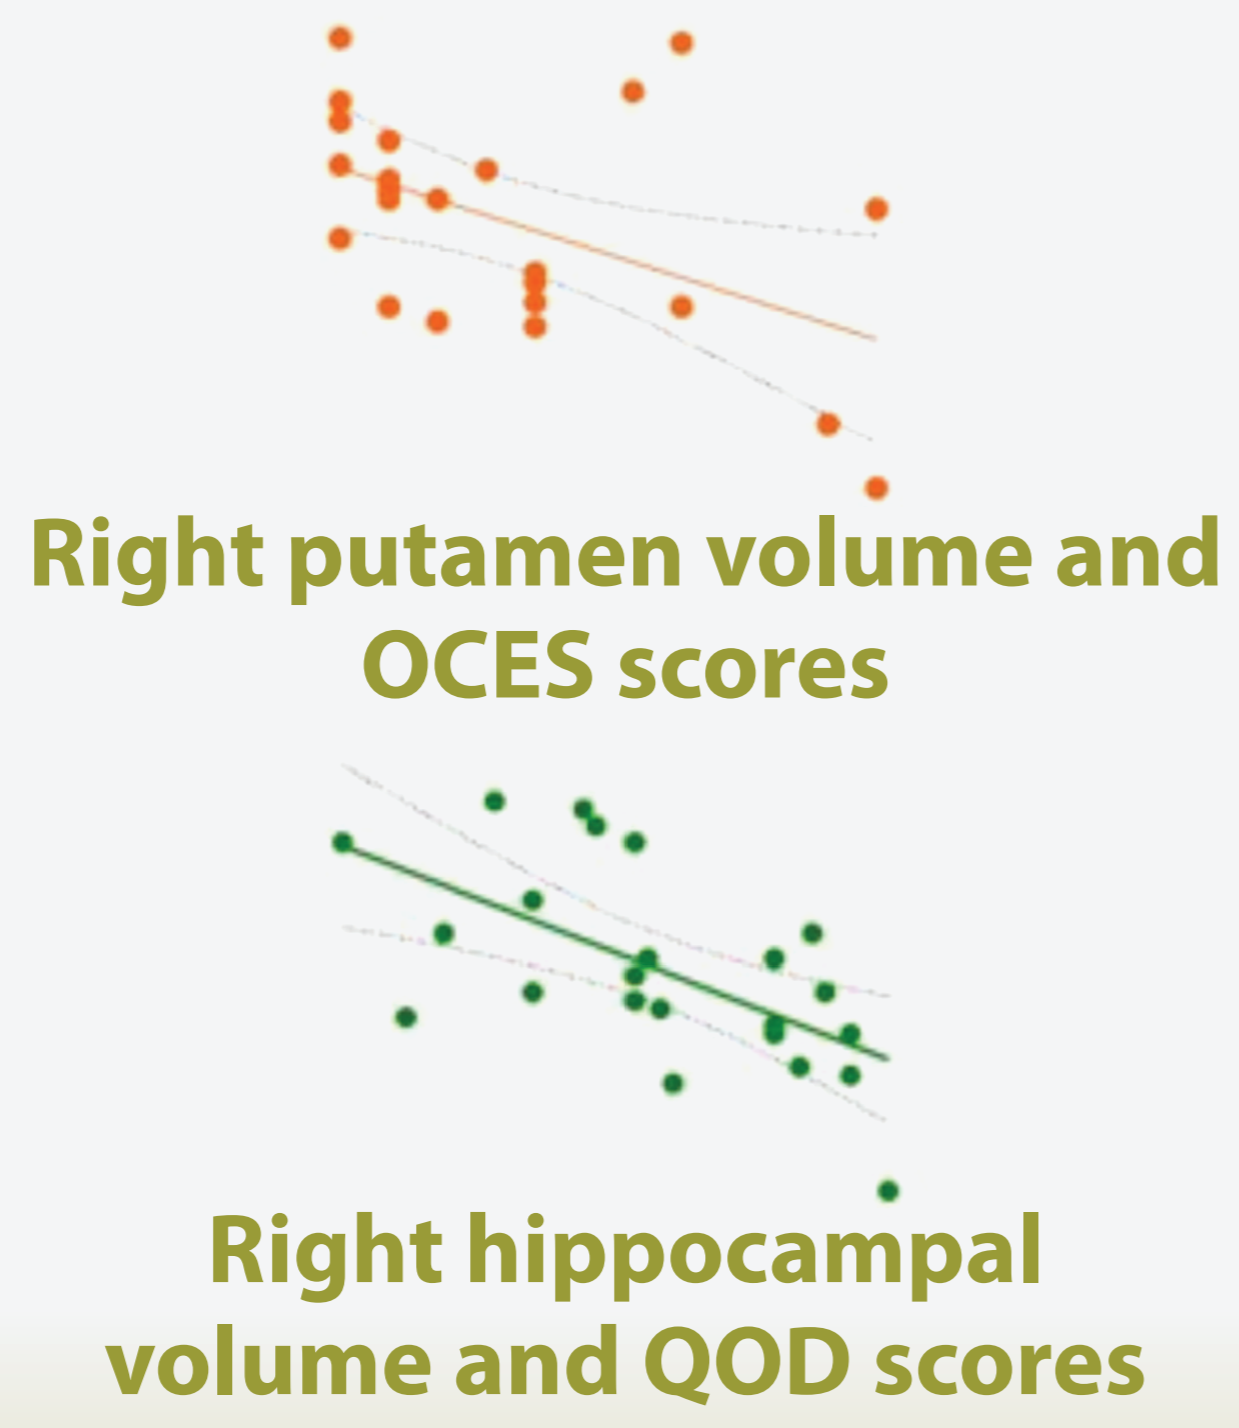 Right putamen volume and
OCES scores
Right hippocampal
volume and QOD scores